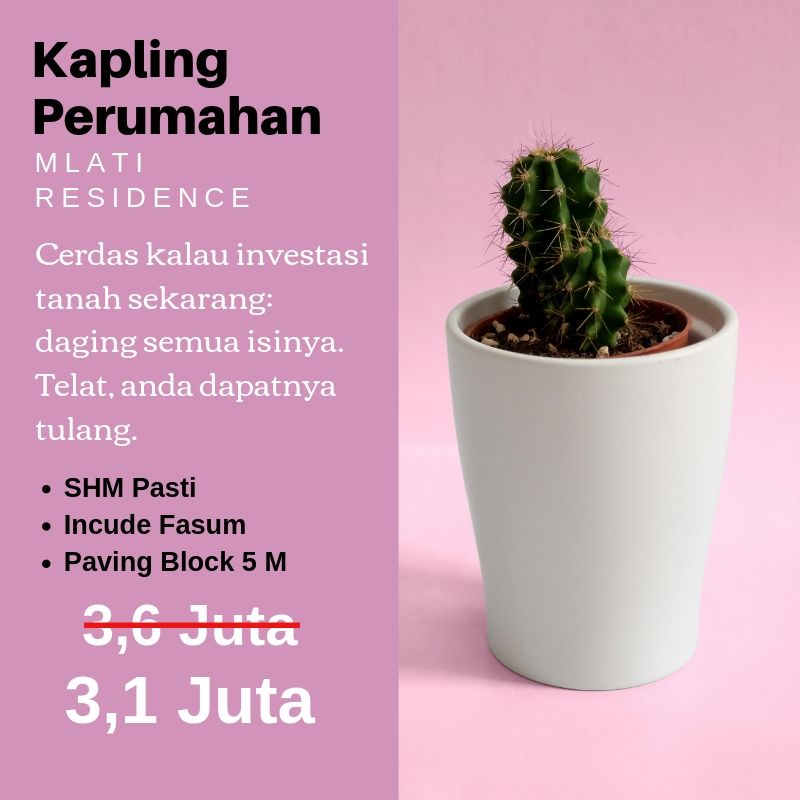 Kapling
Perumahan
MLATI
RESIDENCE
Cerdas kalau investasi
tanah sekarang:
daging semua isinya.
Telat, anda dapatnya
tulang.
• SHM Pasti
• Incude Fasum
• Paving Block 5 M
3,6 Juta
3,1 Juta